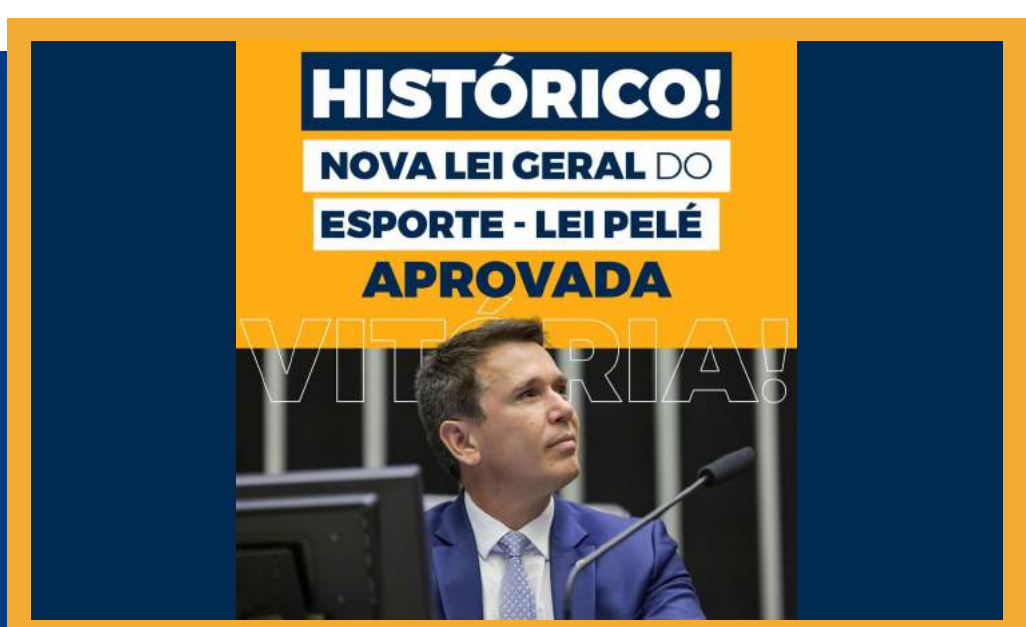 HISTÓRICO!
NOVA LEI GERAL DO
ESPORTE - LEI PELÉ
APROVADA
VITÓRIA!